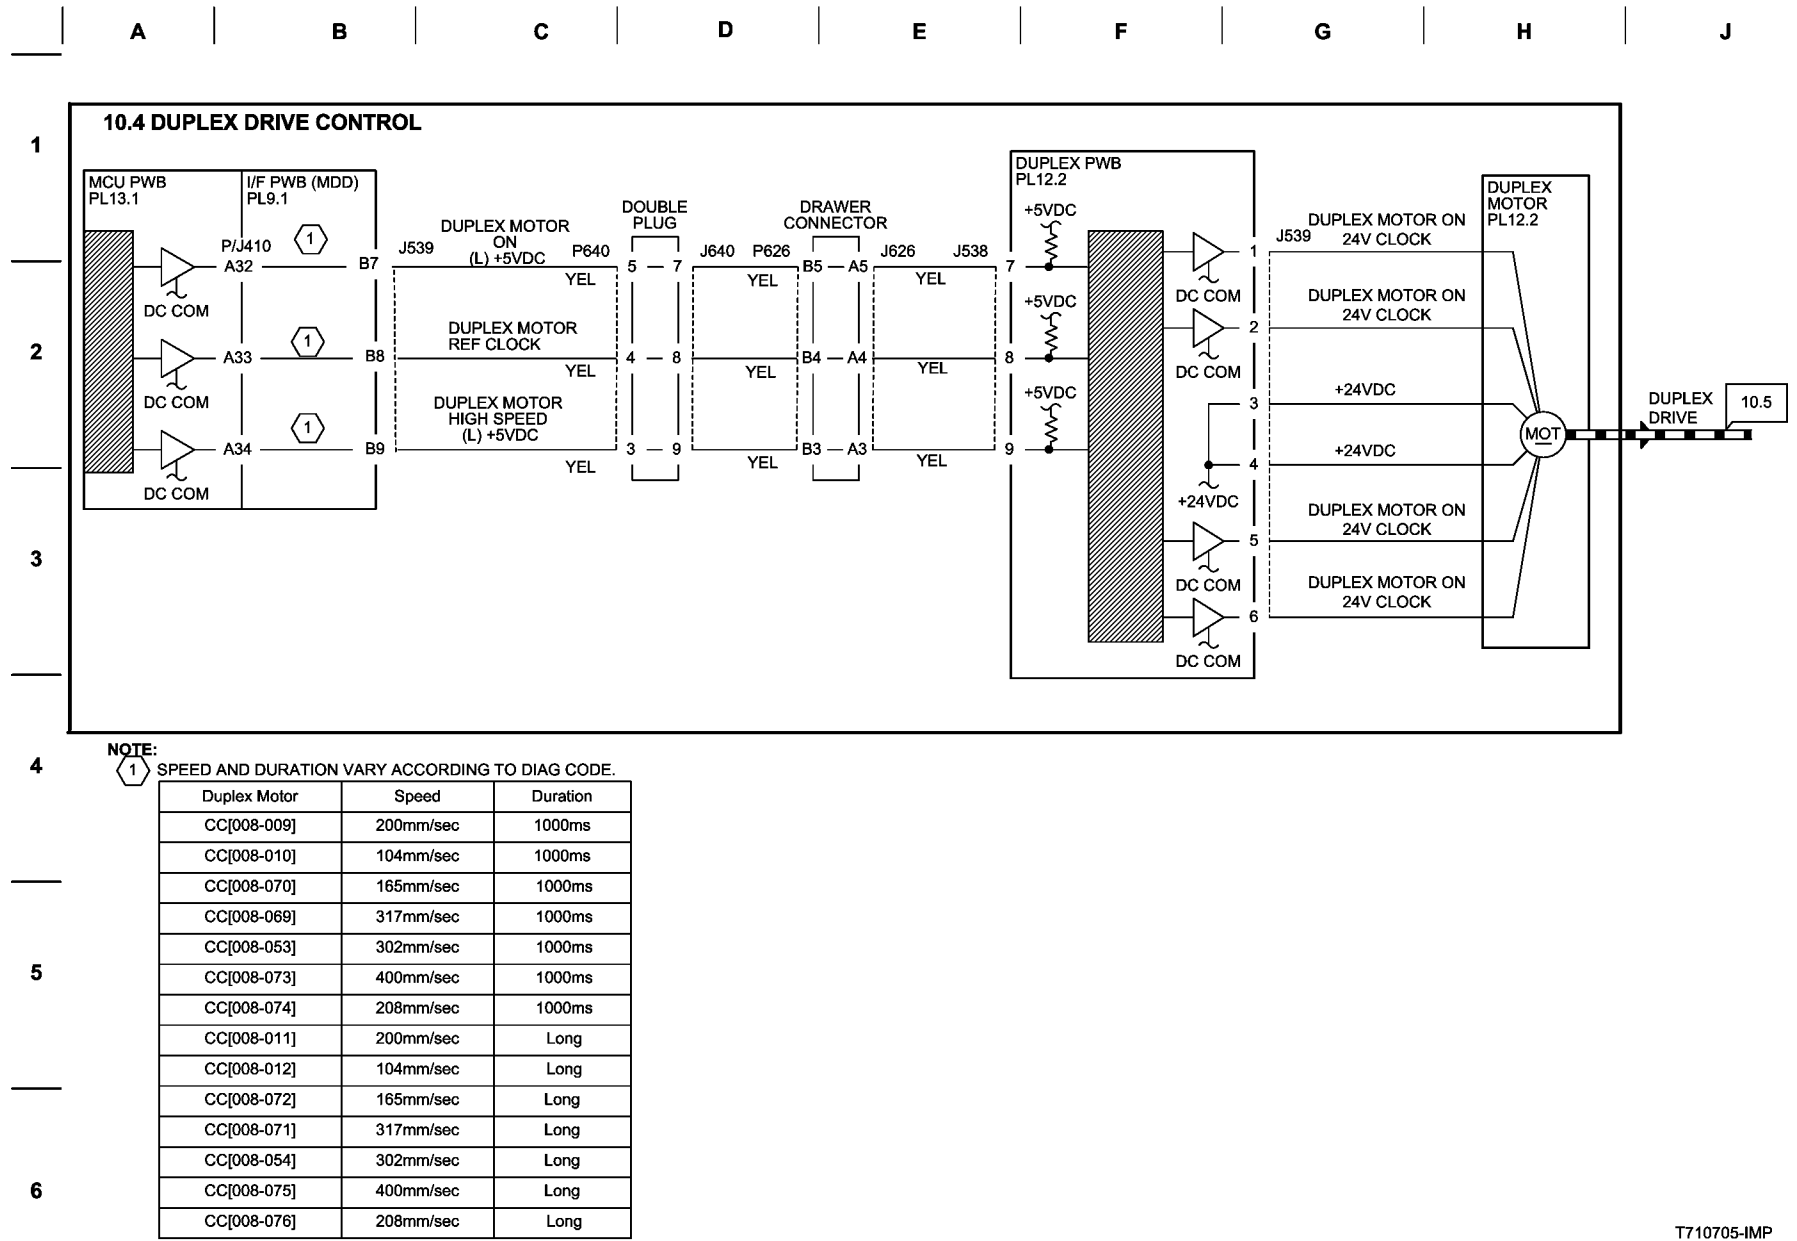 A B C D E F G H J
1
2
3
4
5
6
10.4 DUPLEX DRIVE CONTROL
MCU PWB
PL13.1
I/F PWB (MDD)
PL9.1
P/J410
1
A32
B7
DC COM
1
A33
B8
DC COM
1
A34
B9
DC COM
J539
DUPLEX MOTOR
ON
(L) +5VDC
P640
YEL
DUPLEX MOTOR
REF CLOCK
YEL
DUPLEX MOTOR
HIGH SPEED
(L) +5VDC
YEL
DOUBLE
PLUG
5 7
4 8
3 9
J640 P626
YEL
YEL
YEL
DRAWER
CONNECTOR
B5 A5
B4 A4
B3 A3
J626 J538
YEL
YEL
YEL
DUPLEX PWB
PL12.2
+5VDC
7
+5VDC
8
+5VDC
9
1
DC COM
2
DC COM
3
4
+24VDC
5
DC COM
6
DC COM
J539
DUPLEX MOTOR ON
24V CLOCK
DUPLEX MOTOR ON
24V CLOCK
+24VDC
+24VDC
DUPLEX MOTOR ON
24V CLOCK
DUPLEX MOTOR ON
24V CLOCK
DUPLEX
MOTOR
PL12.2
MOT
DUPLEX
DRIVE
10.5
NOTE:
1 SPEED AND DURATION VARY ACCORDING TO DIAG CODE.
Duplex Motor Speed Duration
CC[008-009] 200mm/sec 1000ms
CC[008-010] 104mm/sec 1000ms
CC[008-070] 165mm/sec 1000ms
CC[008-069] 317mm/sec 1000ms
CC[008-053] 302mm/sec 1000ms
CC[008-073] 400mm/sec 1000ms
CC[008-074] 208mm/sec 1000ms
CC[008-011] 200mm/sec Long
CC[008-012] 104mm/sec Long
CC[008-072] 165mm/sec Long
CC[008-071] 317mm/sec Long
CC[008-054] 302mm/sec Long
CC[008-075] 400mm/sec Long
CC[008-076] 208mm/sec Long
T710705-IMP